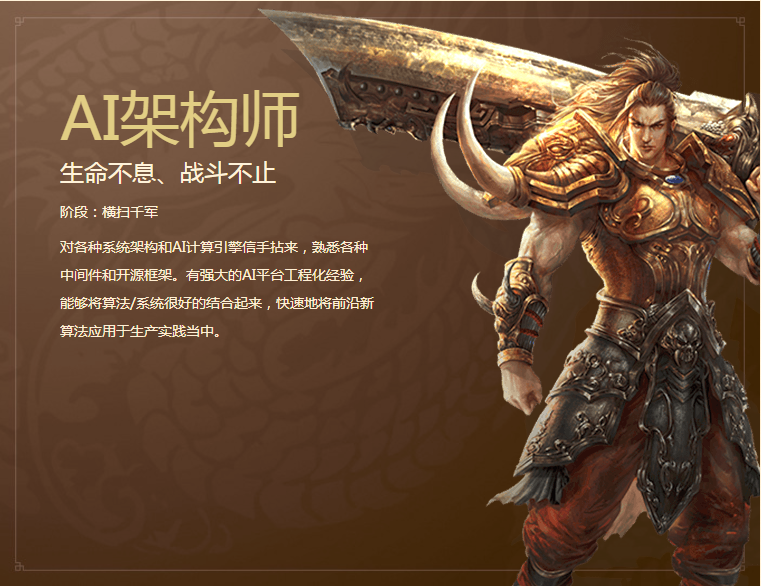 AI架构师
生命不息、战斗不止
阶段：横扫千军
对各种系统架构和AI计算引擎信手拈来，熟悉各种
中间件和开源框架。有强大的AI平台工程化经验，
能够将算法/系统很好的结合起来，快速地将前沿新
算法应用于生产实践当中。